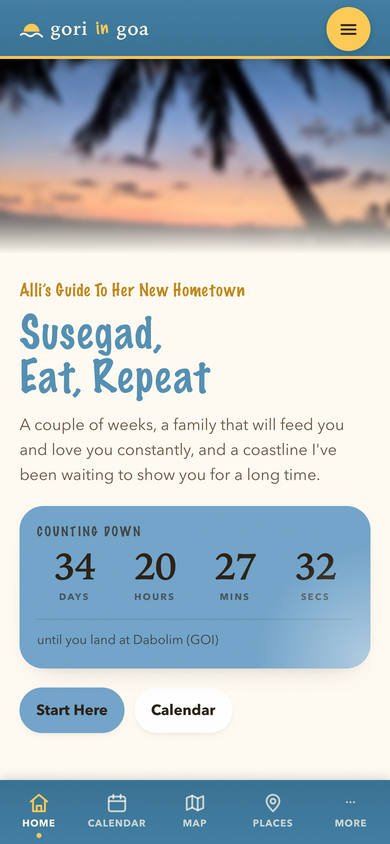 gori in goa
Alli's Guide To Her New Hometown
Susegad,
Eat, Repeat
A couple of weeks, a family that will feed you
and love you constantly, and a coastline I've
been waiting to show you for a long time.
COUNTING DOWN
34 20 27 32
DAYS HOURS MINS SECS
until you land at Dabolim (GOI)
Start Here Calendar
HOME CALENDAR MAP PLACES MORE